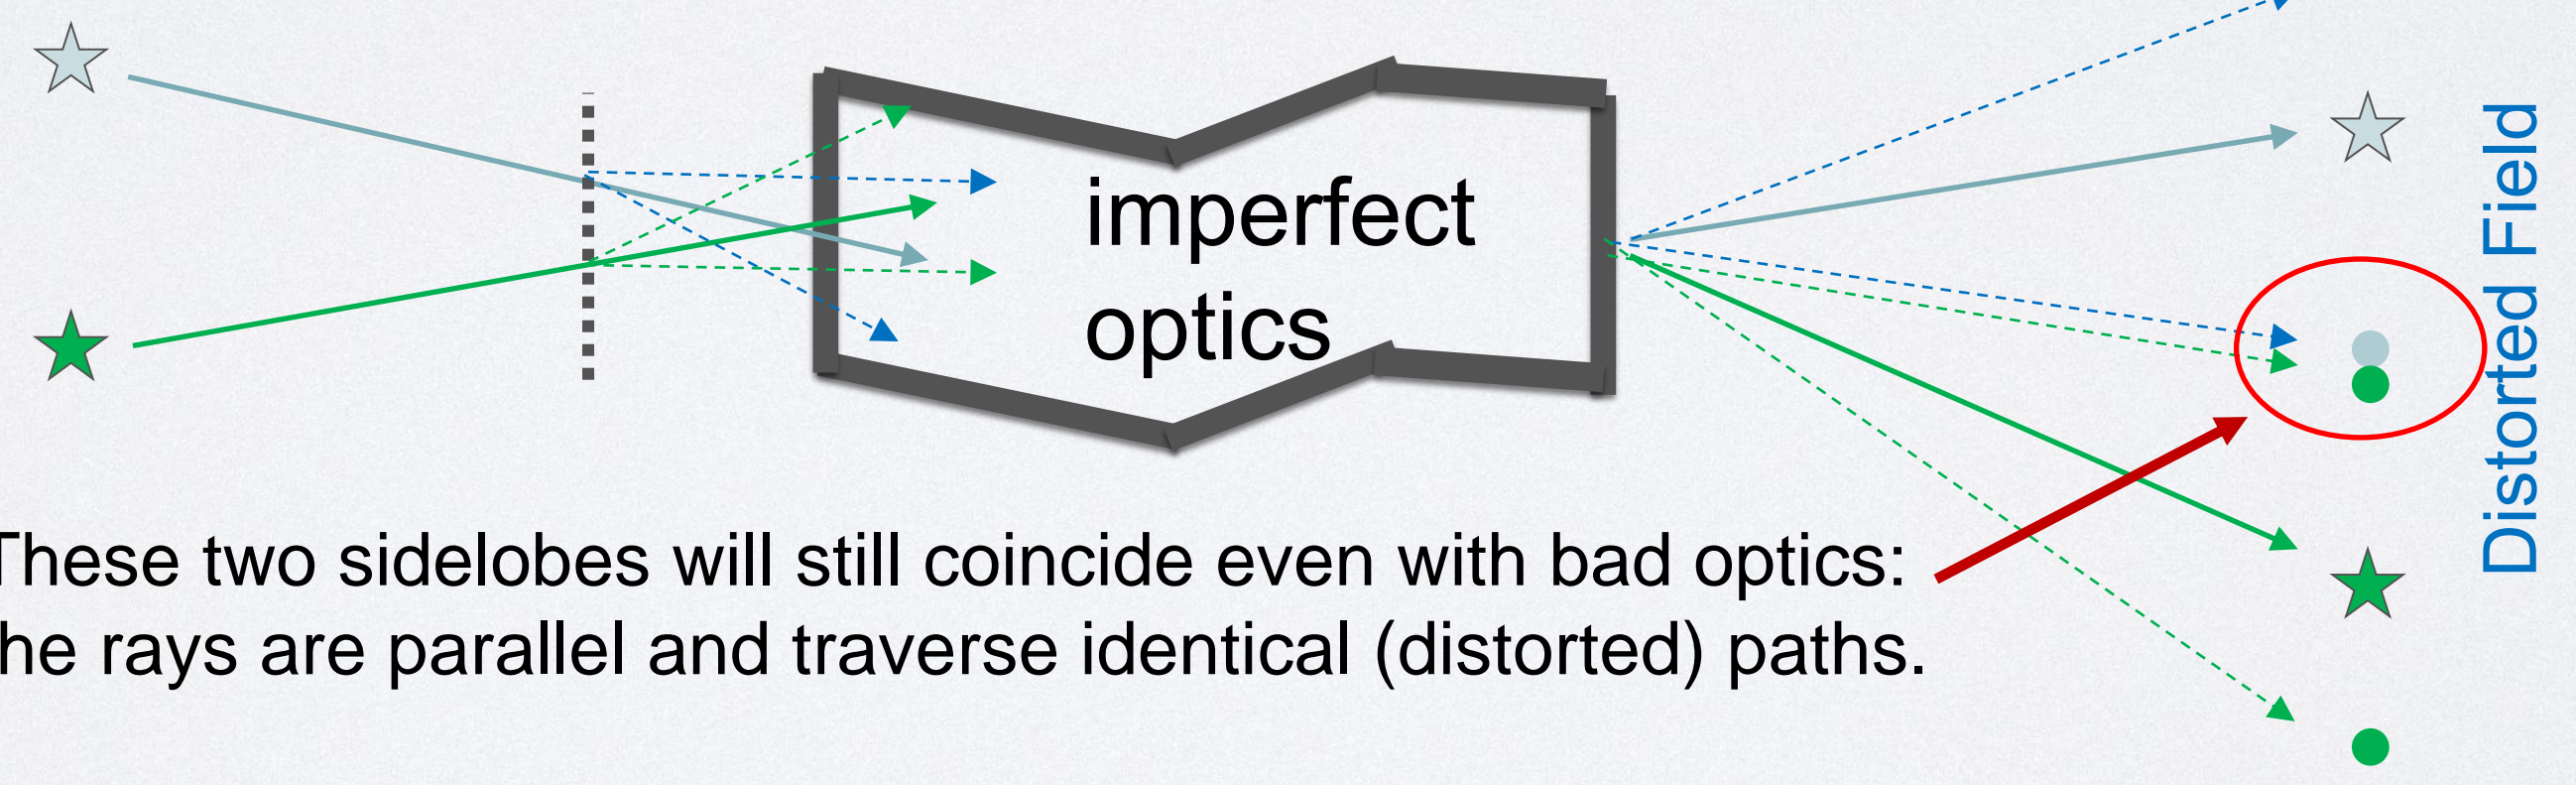 imperfect
optics
Distorted Field
These two sidelobes will still coincide even with bad optics:
he rays are parallel and traverse identical (distorted) paths.